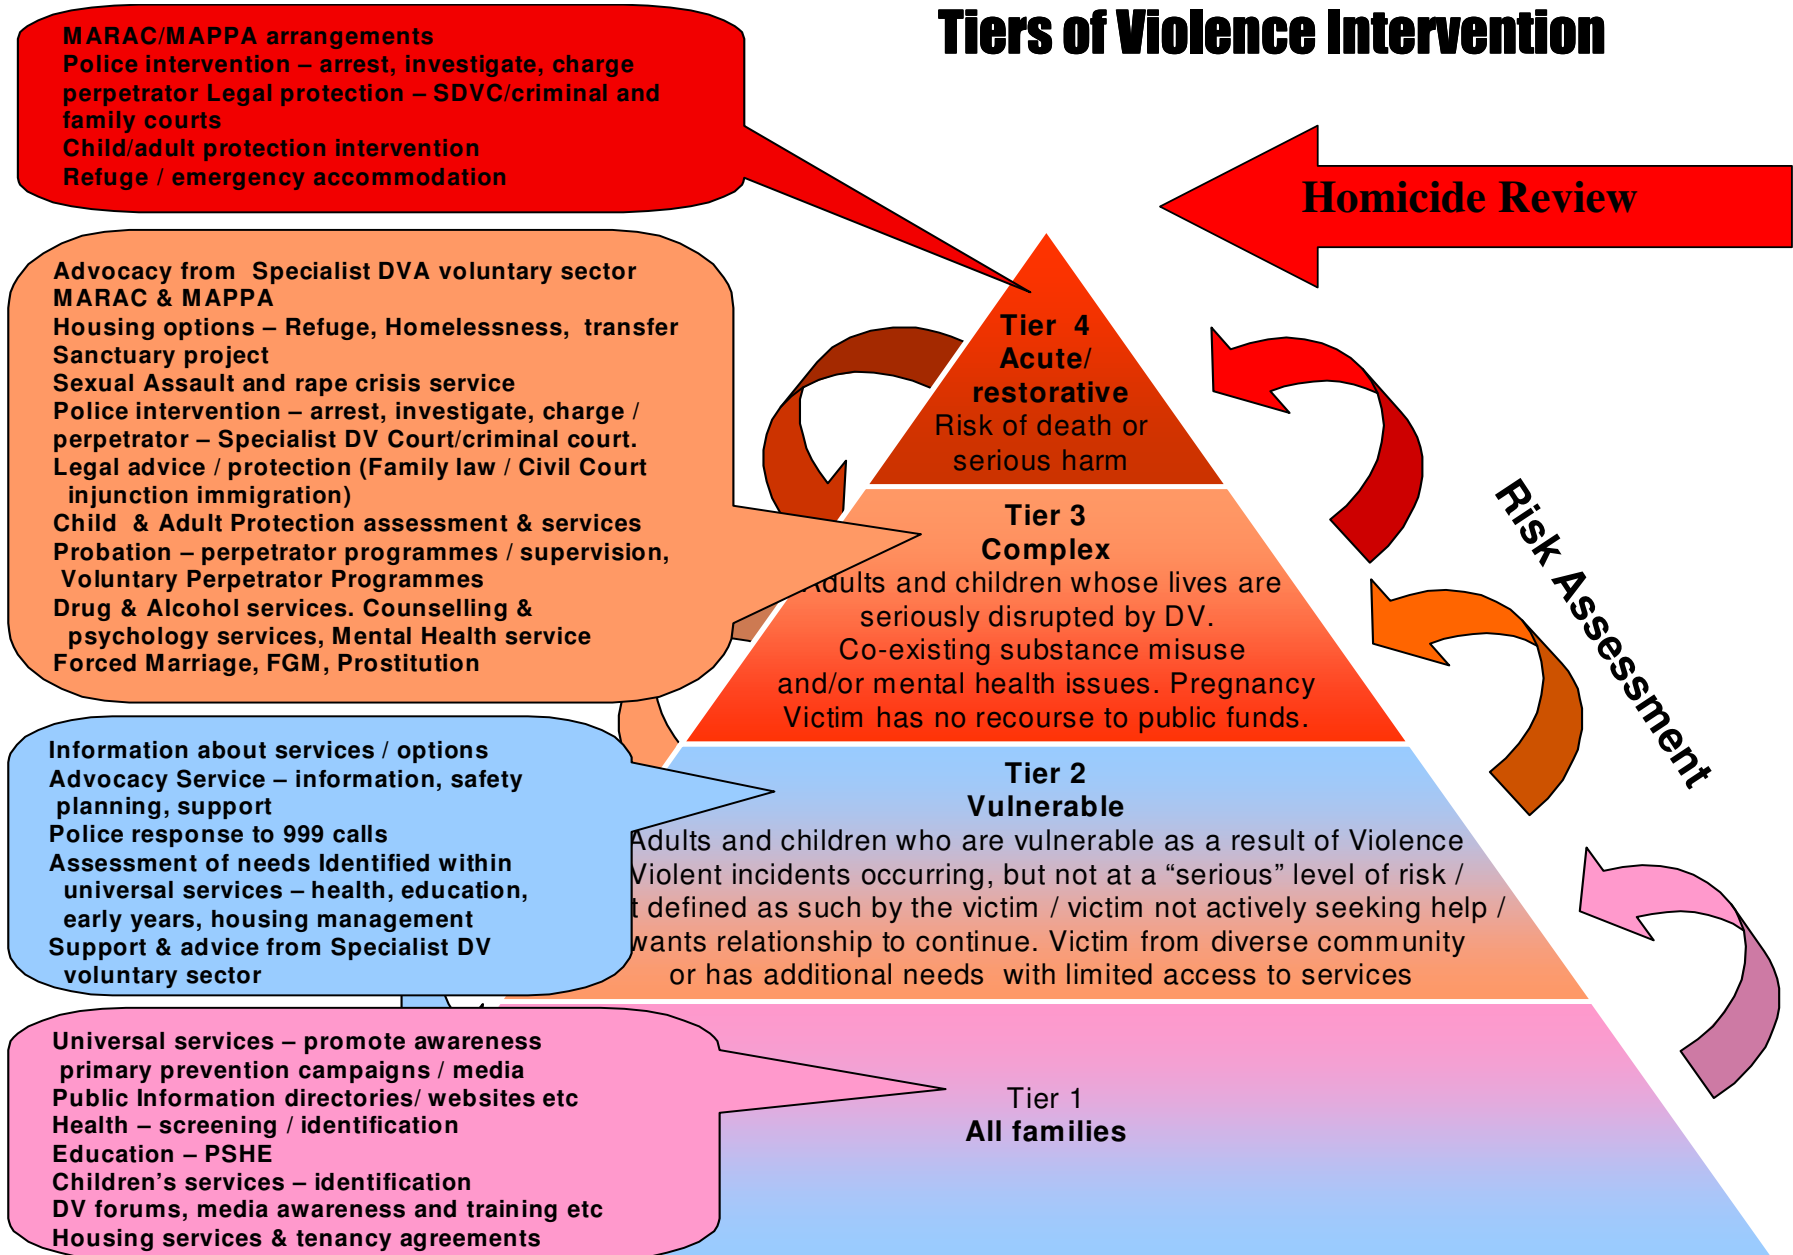 Tiers of Violence Intervention
MARAC/MAPPA arrangements
Police intervention – arrest, investigate, charge
perpetrator Legal protection – SDVC/criminal and
family courts
Child/adult protection intervention
Refuge / emergency accommodation
Homicide Review
Advocacy from Specialist DVA voluntary sector
MARAC & MAPPA
Housing options – Refuge, Homelessness, transfer
Sanctuary project
Sexual Assault and rape crisis service
Police intervention – arrest, investigate, charge /
perpetrator – Specialist DV Court/criminal court.
Legal advice / protection (Family law / Civil Court
injunction immigration)
Child & Adult Protection assessment & services
Probation – perpetrator programmes / supervision,
Voluntary Perpetrator Programmes
Drug & Alcohol services. Counselling &
psychology services, Mental Health service
Forced Marriage, FGM, Prostitution
Tier 4
Acute/
restorative
Risk of death or
serious harm
Tier 3
Complex
Adults and children whose lives are
seriously disrupted by DV.
Co-existing substance misuse
and/or mental health issues. Pregnancy
Victim has no recourse to public funds.
Risk Assessment
Information about services / options
Advocacy Service – information, safety
planning, support
Police response to 999 calls
Assessment of needs Identified within
universal services – health, education,
early years, housing management
Support & advice from Specialist DV
voluntary sector
Tier 2
Vulnerable
Adults and children who are vulnerable as a result of Violence
Violent incidents occurring, but not at a “serious” level of risk /
t defined as such by the victim / victim not actively seeking help /
wants relationship to continue. Victim from diverse community
or has additional needs with limited access to services
Universal services – promote awareness
primary prevention campaigns / media
Public Information directories/ websites etc
Health – screening / identification
Education – PSHE
Children’s services – identification
DV forums, media awareness and training etc
Housing services & tenancy agreements
Tier 1
All families